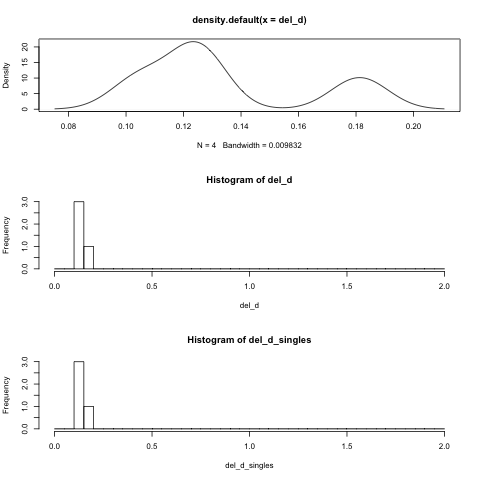 density.default(x = del_d)
Density
0 5 10 15 20
0.08 0.10 0.12 0.14 0.16 0.18 0.20
N = 4 Bandwidth = 0.009832
Histogram of del_d
Frequency
0.0 1.0 2.0 3.0
0.0 0.5 1.0 1.5 2.0
del_d
Histogram of del_d_singles
Frequency
0.0 1.0 2.0 3.0
0.0 0.5 1.0 1.5 2.0
del_d_singles